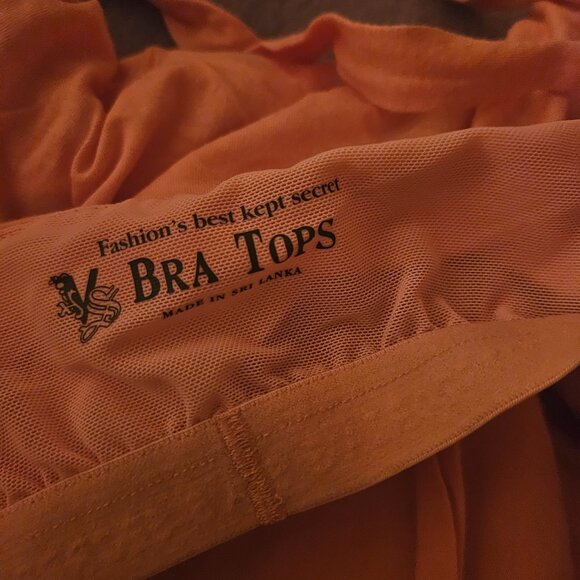 Fashion's best kept secret
VS BRA TOPS
MADE IN SRI LANKA